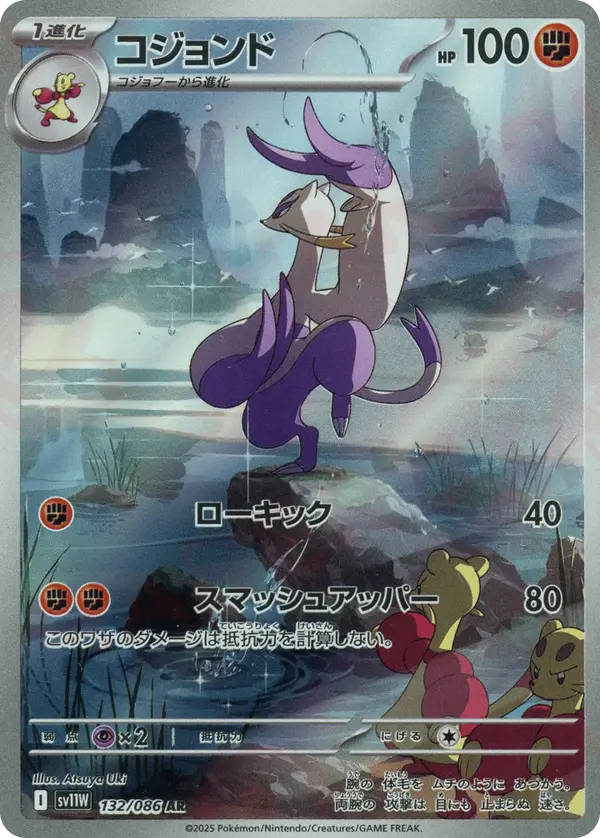 1進化
コジョンド
HP 100
コジョフーから進化
ローキック 40
スマッシュアッパー 80
このワザのダメージは抵抗力を計算しない。
弱点 ×2 抵抗力 にげる
Illus. Atsuya Uki
腕の 体毛を ムチのように あつかう。
I sv11W 132/086 AR
両腕の 攻撃は 目にも 止まらぬ 速さ。
©2025 Pokémon/Nintendo/Creatures/GAME FREAK.